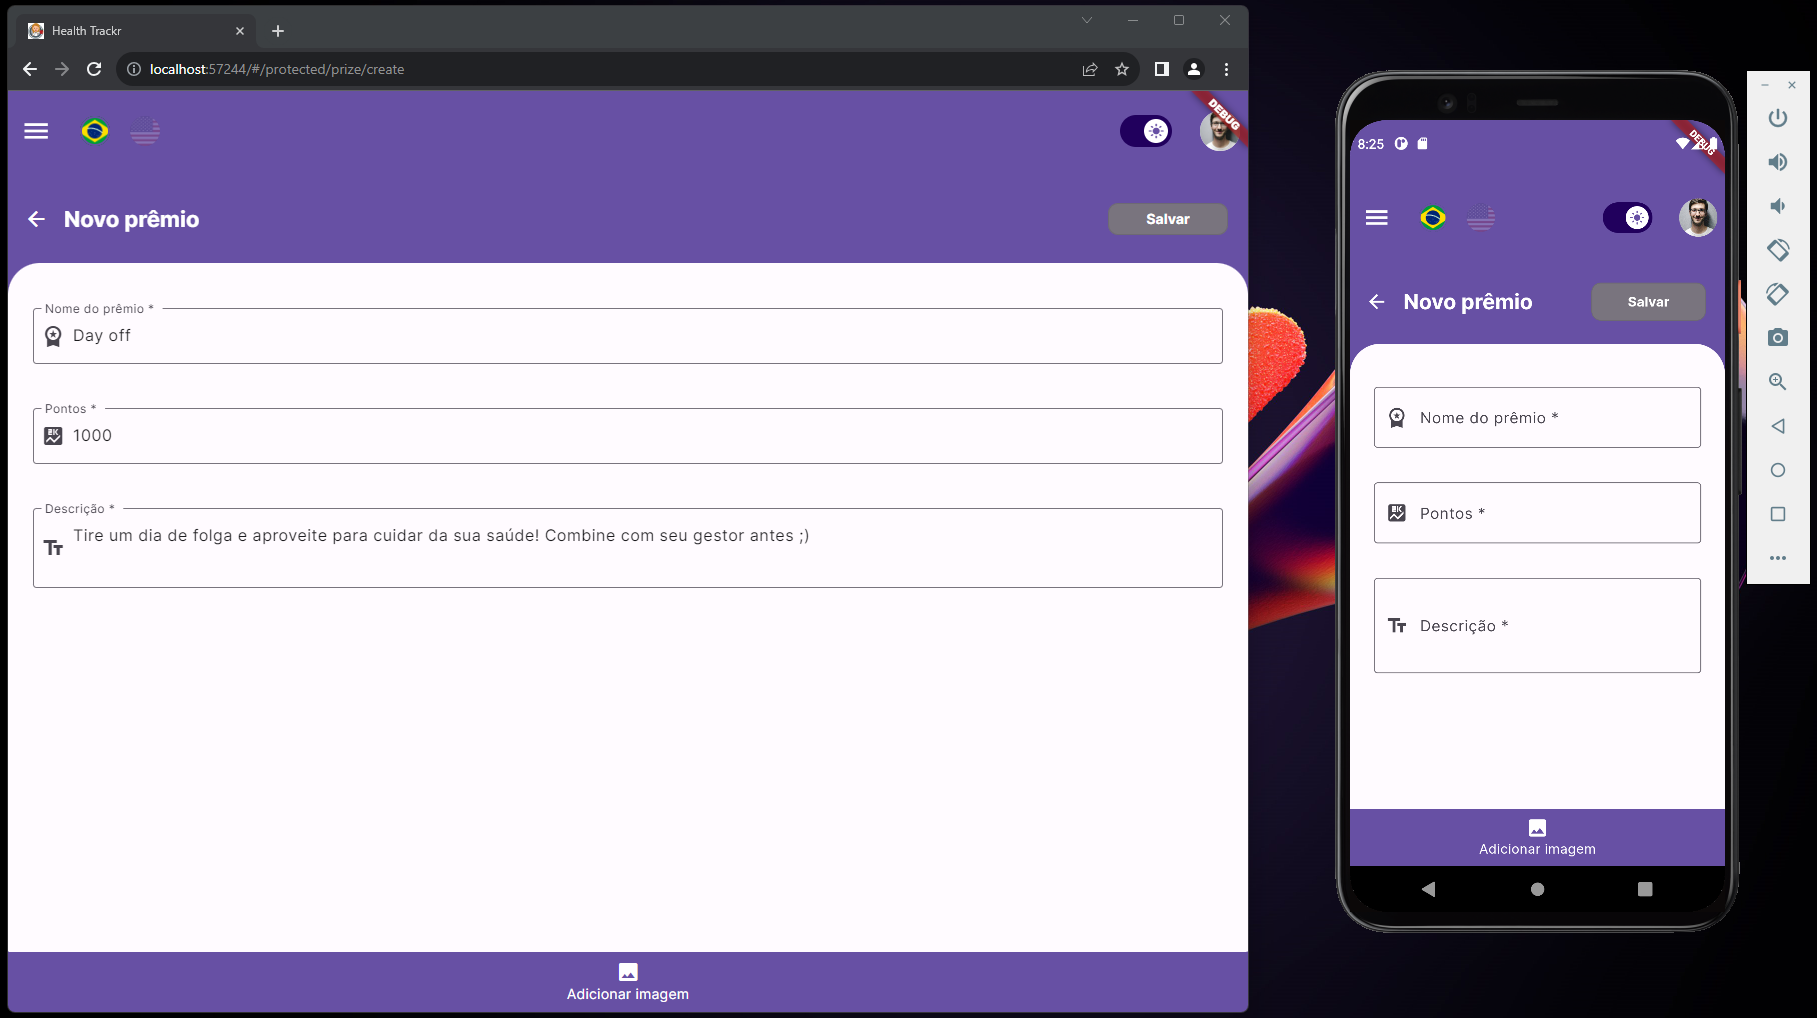 Health Trackr
localhost:57244/#/protected/prize/create
DEBUG
Novo prêmio
Salvar
Nome do prêmio *
Day off
Pontos *
1000
Descrição *
Tire um dia de folga e aproveite para cuidar da sua saúde! Combine com seu gestor antes ;)
Adicionar imagem
8:25
DEBUG
Novo prêmio
Salvar
Nome do prêmio *
Pontos *
Descrição *
Adicionar imagem